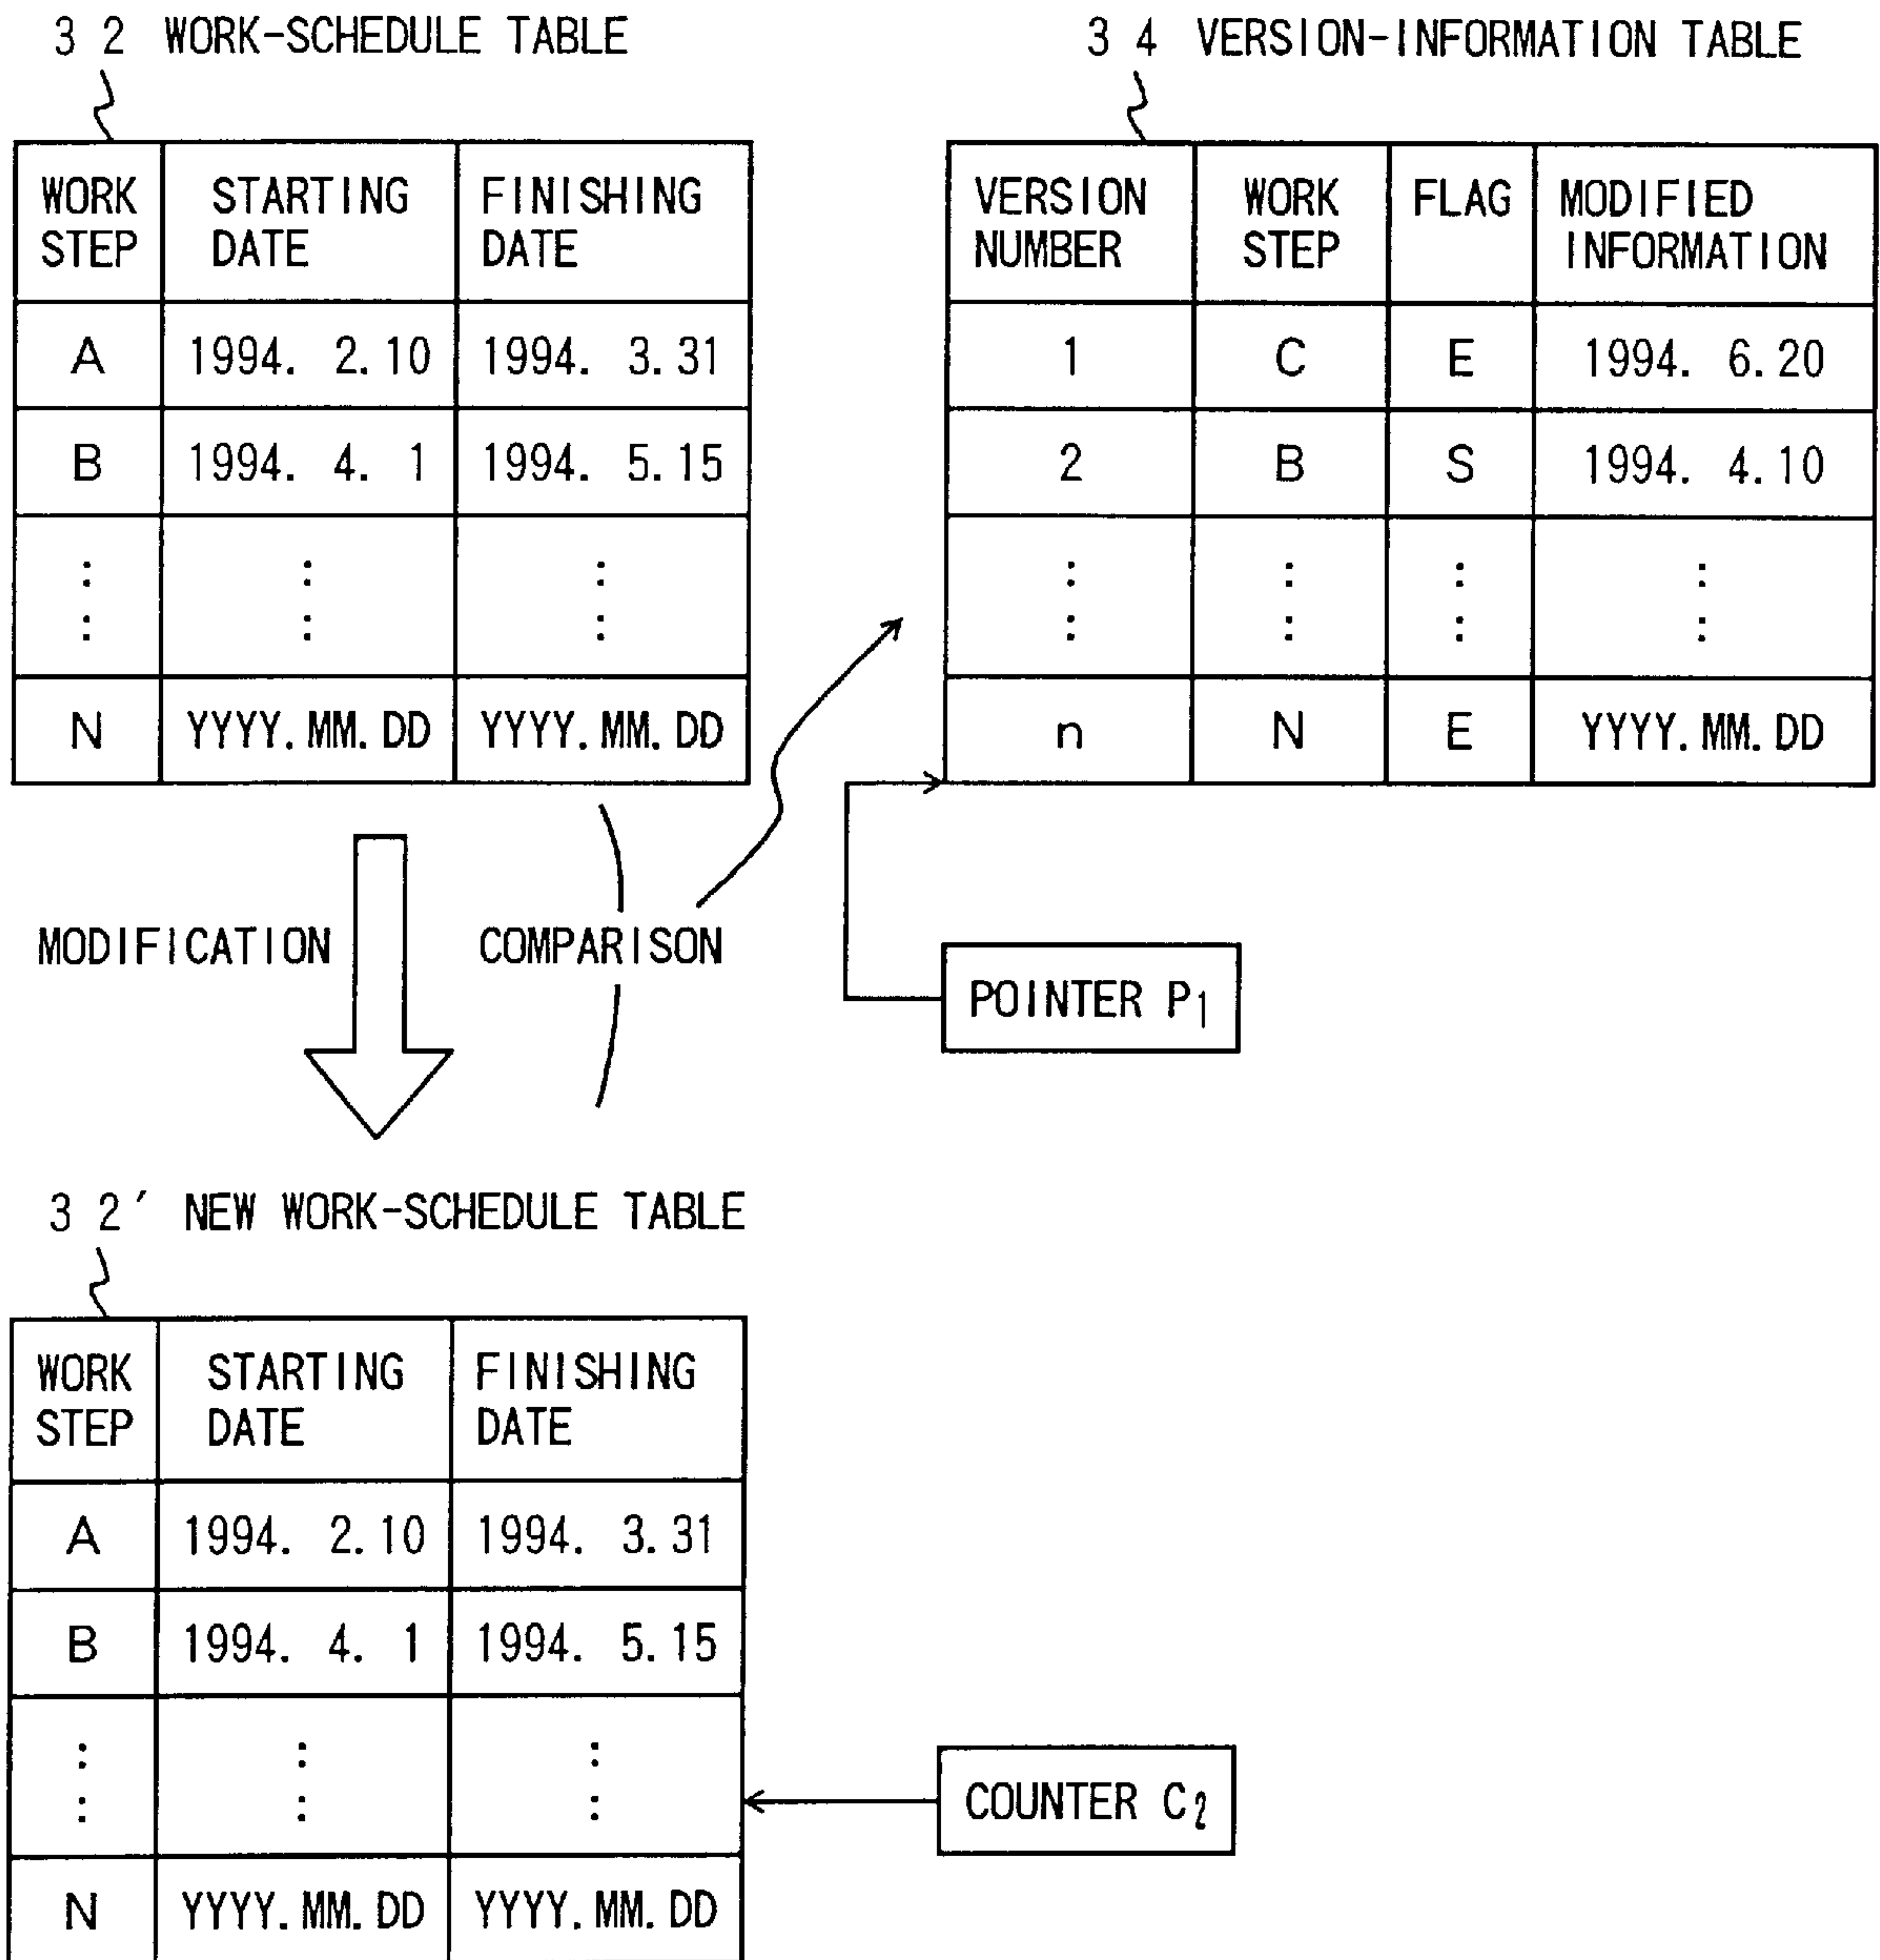 32 WORK-SCHEDULE TABLE
WORK STEP STARTING DATE FINISHING DATE
A 1994. 2.10 1994. 3.31
B 1994. 4. 1 1994. 5.15
: : :
: : :
N YYYY.MM.DD YYYY.MM.DD
34 VERSION-INFORMATION TABLE
VERSION NUMBER WORK STEP FLAG MODIFIED INFORMATION
1 C E 1994. 6.20
2 B S 1994. 4.10
: : : :
: : : :
n N E YYYY.MM.DD
MODIFICATION
COMPARISON
POINTER P1
32' NEW WORK-SCHEDULE TABLE
WORK STEP STARTING DATE FINISHING DATE
A 1994. 2.10 1994. 3.31
B 1994. 4. 1 1994. 5.15
: : :
: : :
N YYYY.MM.DD YYYY.MM.DD
COUNTER C2